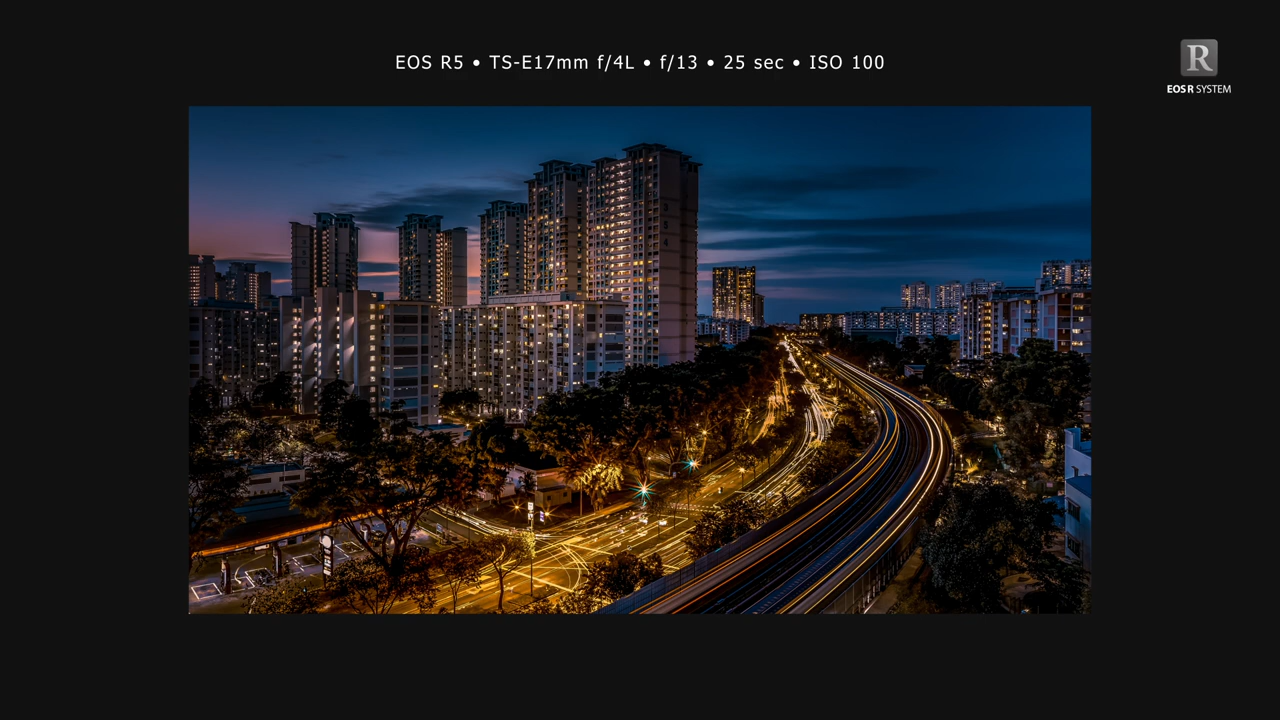 EOS R5 • TS-E17mm f/4L • f/13 • 25 sec • ISO 100
R
EOS R SYSTEM